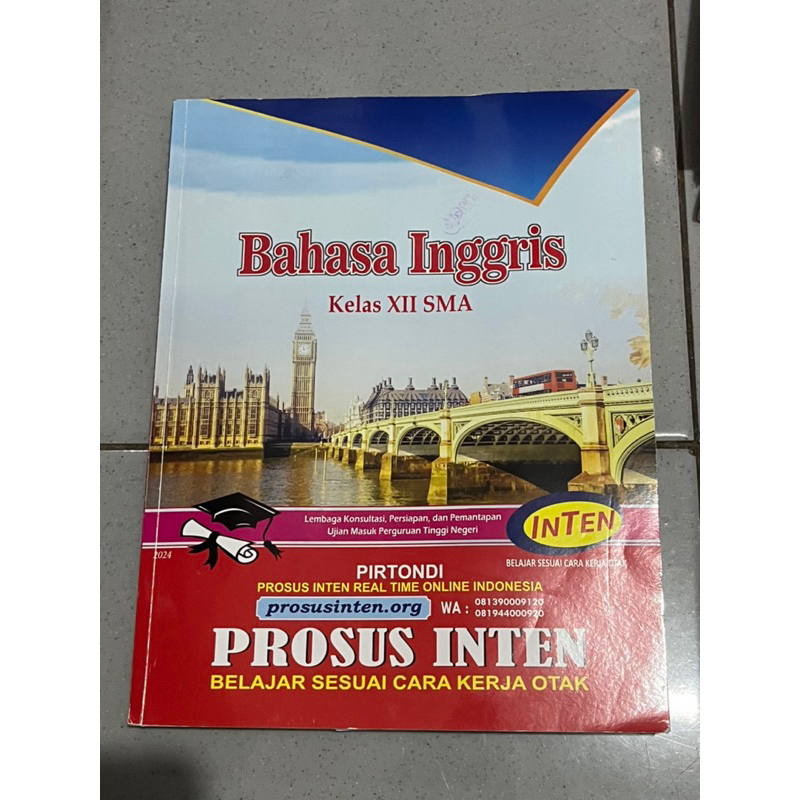 Bahasa Inggris
Kelas XII SMA
Lembaga Konsultasi, Persiapan, dan Pemantapan
Ujian Masuk Perguruan Tinggi Negeri
INTEN
BELAJAR SESUAI CARA KERJA OTAK
2024
PIRTONDI
PROSUS INTEN REAL TIME ONLINE INDONESIA
prosusinten.org WA : 081390009120
081944000920
PROSUS INTEN
BELAJAR SESUAI CARA KERJA OTAK